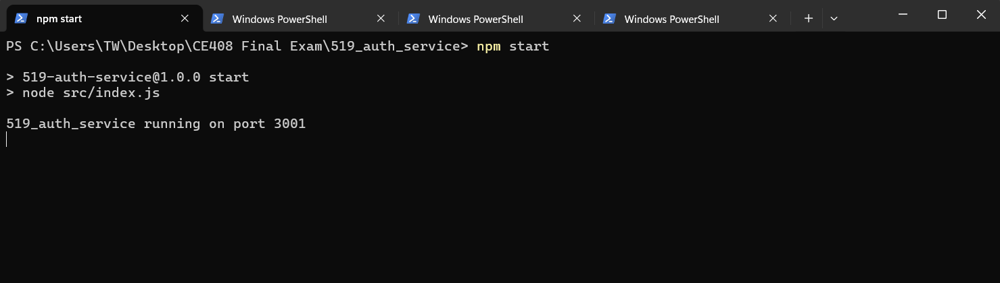 npm start
Windows PowerShell
Windows PowerShell
Windows PowerShell
PS C:\Users\TW\Desktop\CE408 Final Exam\519_auth_service> npm start
> 519-auth-service@1.0.0 start
> node src/index.js
519_auth_service running on port 3001